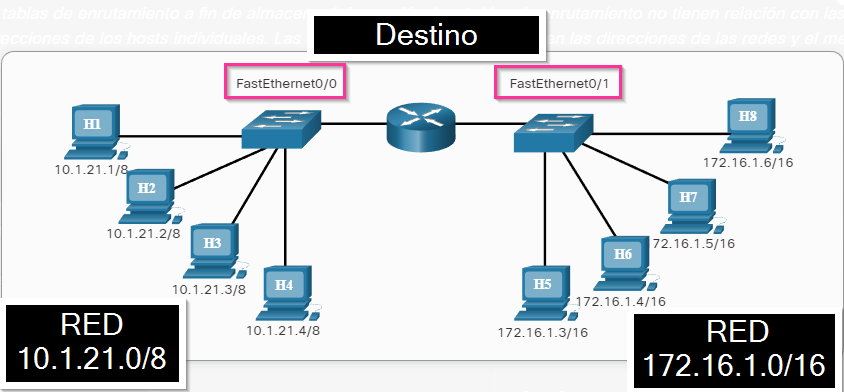 tablas de enrutamiento a fin de almacen
enrutamiento no tienen relación con las
ecciones de los hosts individuales. Las
en las direcciones de las redes y el
Destino
FastEthernet0/0
FastEthernet0/1
H1
10.1.21.1/8
H2
10.1.21.2/8
H3
10.1.21.3/8
H4
10.1.21.4/8
H8
172.16.1.6/16
H7
72.16.1.5/16
H6
172.16.1.4/16
H5
172.16.1.3/16
RED
10.1.21.0/8
RED
172.16.1.0/16